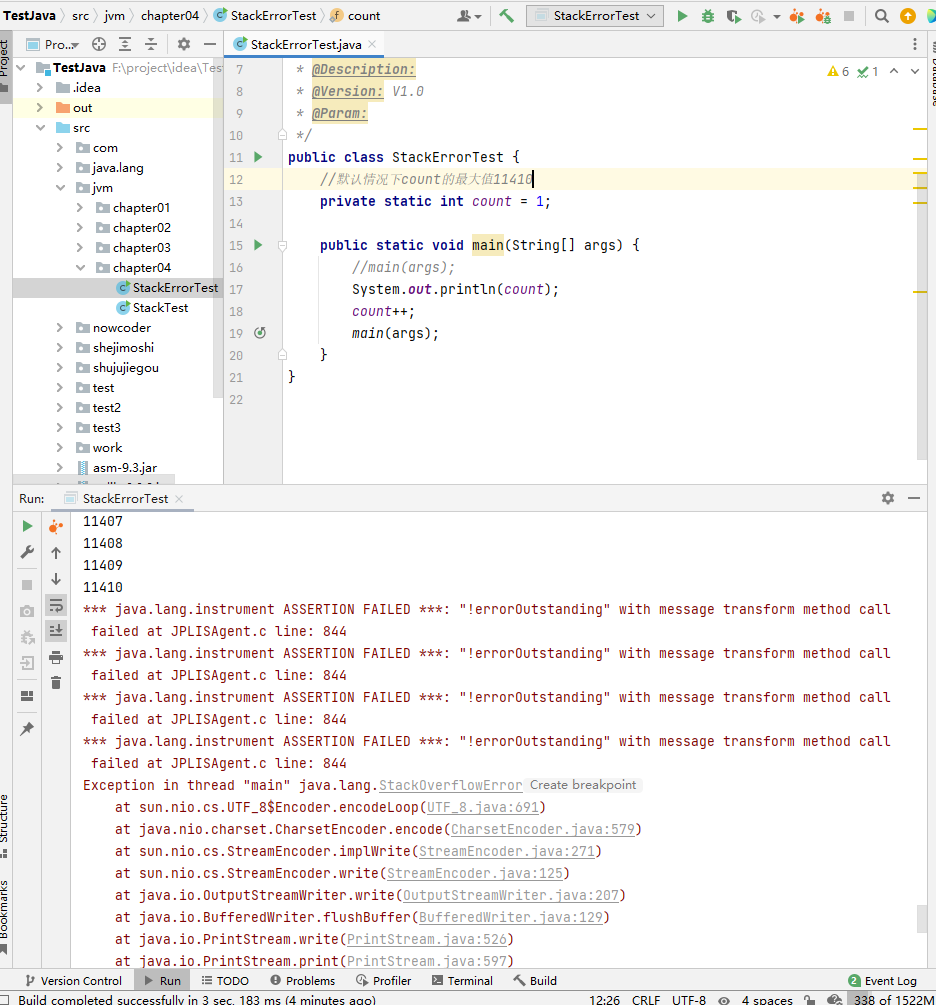 TestJava
src
jvm
chapter04
StackErrorTest
count
StackErrorTest
Project
Pro...
StackErrorTest.java
TestJava F:\project\idea\Tes
.idea
out
src
com
java.lang
jvm
chapter01
chapter02
chapter03
chapter04
StackErrorTest
StackTest
nowcoder
shejimoshi
shujujiegou
test
test2
test3
work
asm-9.3.jar
6 1
7 * @Description:
8 * @Version: V1.0
9 * @Param:
10 */
11 public class StackErrorTest {
12 //默认情况下count的最大值11410
13 private static int count = 1;
14
15 public static void main(String[] args) {
16 //main(args);
17 System.out.println(count);
18 count++;
19 main(args);
20 }
21 }
22
Database
Run: StackErrorTest
11407
11408
11409
11410
*** java.lang.instrument ASSERTION FAILED ***: "!errorOutstanding" with message transform method call
failed at JPLISAgent.c line: 844
*** java.lang.instrument ASSERTION FAILED ***: "!errorOutstanding" with message transform method call
failed at JPLISAgent.c line: 844
*** java.lang.instrument ASSERTION FAILED ***: "!errorOutstanding" with message transform method call
failed at JPLISAgent.c line: 844
*** java.lang.instrument ASSERTION FAILED ***: "!errorOutstanding" with message transform method call
failed at JPLISAgent.c line: 844
Exception in thread "main" java.lang.StackOverflowError Create breakpoint
at sun.nio.cs.UTF_8$Encoder.encodeLoop(UTF_8.java:691)
at java.nio.charset.CharsetEncoder.encode(CharsetEncoder.java:579)
at sun.nio.cs.StreamEncoder.implWrite(StreamEncoder.java:271)
at sun.nio.cs.StreamEncoder.write(StreamEncoder.java:125)
at java.io.OutputStreamWriter.write(OutputStreamWriter.java:207)
at java.io.BufferedWriter.flushBuffer(BufferedWriter.java:129)
at java.io.PrintStream.write(PrintStream.java:526)
at java.io.PrintStream.print(PrintStream.java:597)
Structure
Bookmarks
Version Control
Run
TODO
Problems
Profiler
Terminal
Build
2 Event Log
Build completed successfully in 3 sec, 183 ms (4 minutes ago)
12:26 CRLF UTF-8 4 spaces 338 of 1522M